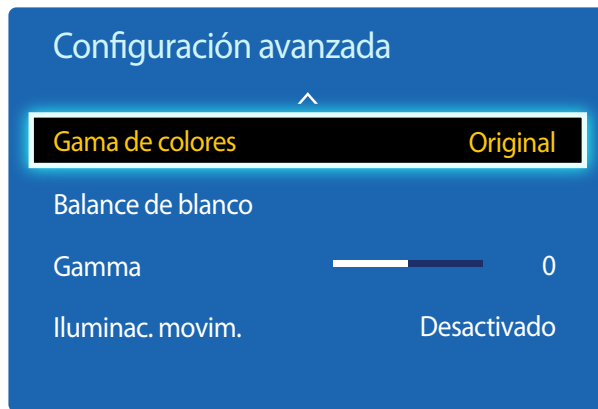 Configuración avanzada
Gama de colores Original
Balance de blanco
Gamma 0
Iluminac. movim. Desactivado